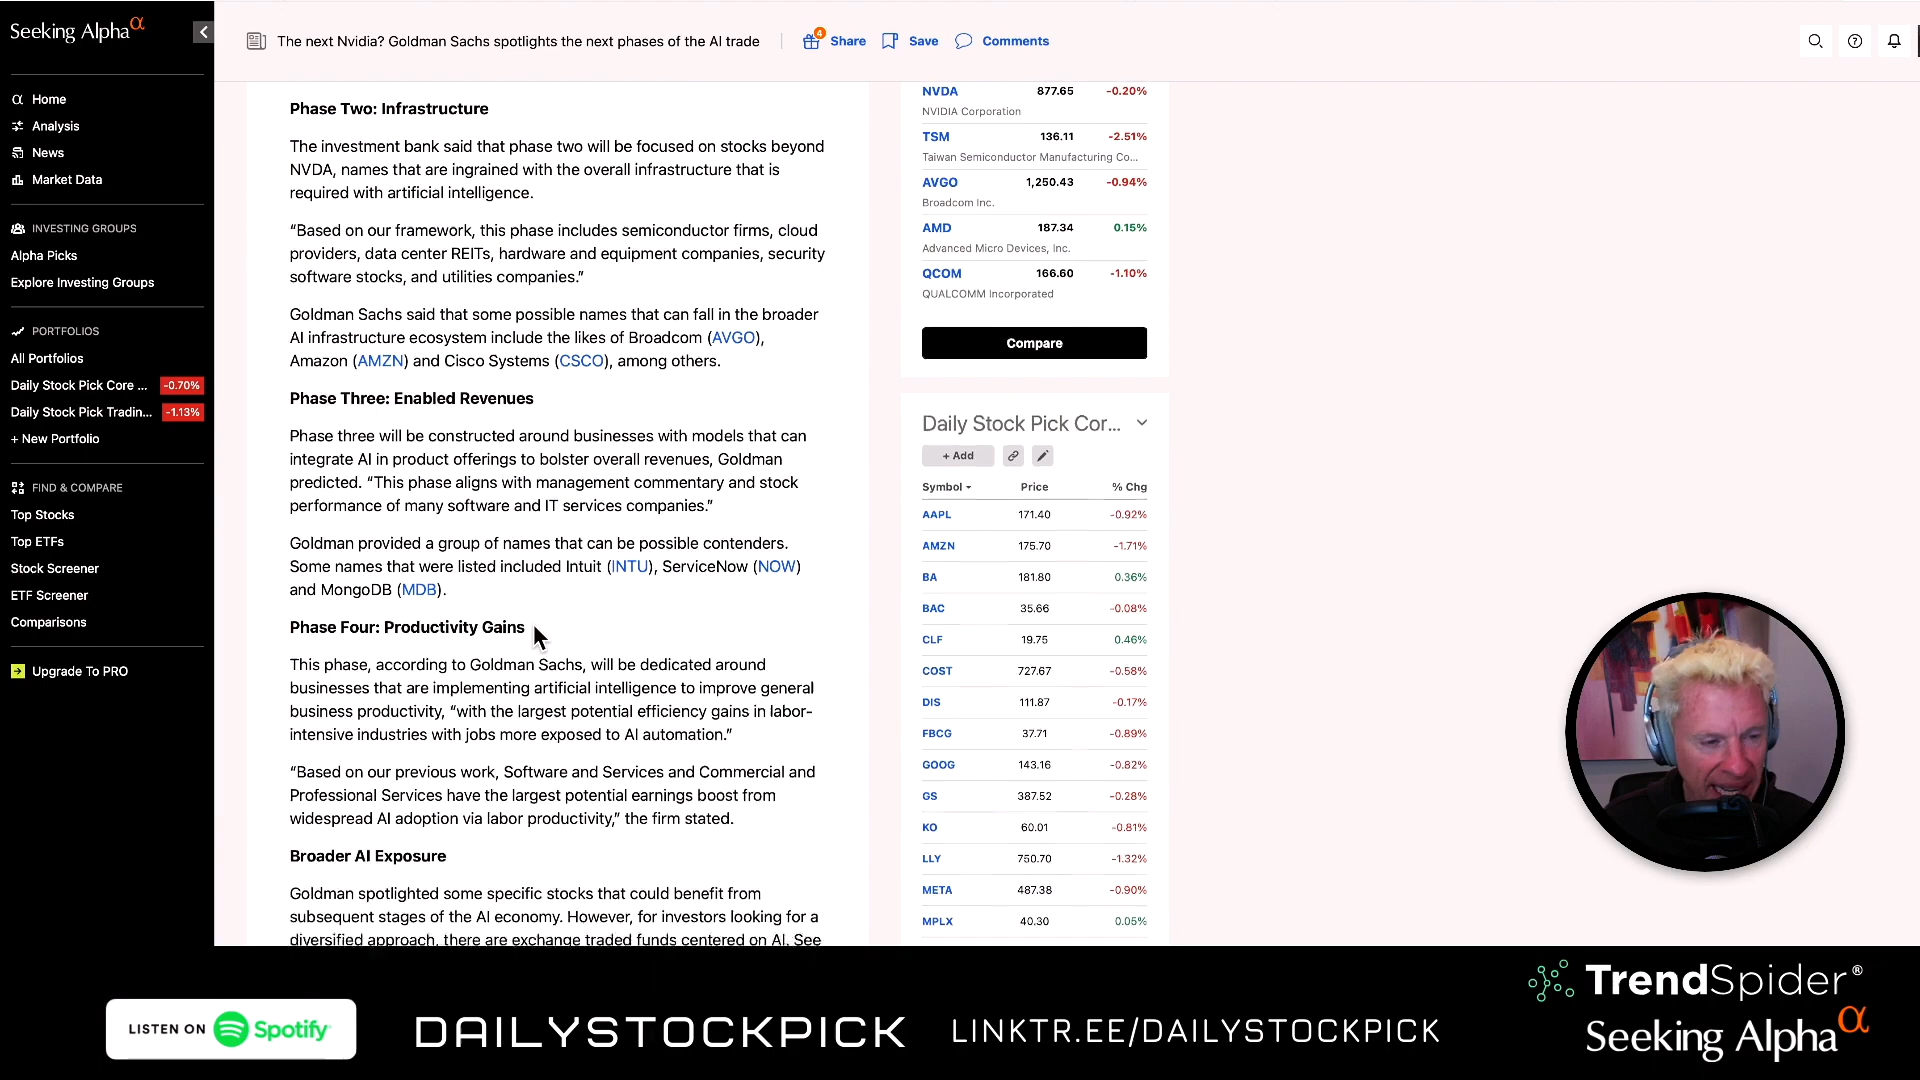 Seeking Alphaα
The next Nvidia? Goldman Sachs spotlights the next phases of the AI trade
4
Share
Save
Comments
Home
Analysis
News
Market Data
INVESTING GROUPS
Alpha Picks
Explore Investing Groups
PORTFOLIOS
All Portfolios
Daily Stock Pick Core ... -0.70%
Daily Stock Pick Tradin... -1.13%
+ New Portfolio
FIND & COMPARE
Top Stocks
Top ETFs
Stock Screener
ETF Screener
Comparisons
Upgrade To PRO
Phase Two: Infrastructure
The investment bank said that phase two will be focused on stocks beyond
NVDA, names that are ingrained with the overall infrastructure that is
required with artificial intelligence.
“Based on our framework, this phase includes semiconductor firms, cloud
providers, data center REITs, hardware and equipment companies, security
software stocks, and utilities companies.”
Goldman Sachs said that some possible names that can fall in the broader
AI infrastructure ecosystem include the likes of Broadcom (AVGO),
Amazon (AMZN) and Cisco Systems (CSCO), among others.
Phase Three: Enabled Revenues
Phase three will be constructed around businesses with models that can
integrate AI in product offerings to bolster overall revenues, Goldman
predicted. “This phase aligns with management commentary and stock
performance of many software and IT services companies.”
Goldman provided a group of names that can be possible contenders.
Some names that were listed included Intuit (INTU), ServiceNow (NOW)
and MongoDB (MDB).
Phase Four: Productivity Gains
This phase, according to Goldman Sachs, will be dedicated around
businesses that are implementing artificial intelligence to improve general
business productivity, “with the largest potential efficiency gains in labor-
intensive industries with jobs more exposed to AI automation.”
“Based on our previous work, Software and Services and Commercial and
Professional Services have the largest potential earnings boost from
widespread AI adoption via labor productivity,” the firm stated.
Broader AI Exposure
Goldman spotlighted some specific stocks that could benefit from
subsequent stages of the AI economy. However, for investors looking for a
diversified approach, there are exchange traded funds centered on AI. See
NVDA 877.65 -0.20%
NVIDIA Corporation
TSM 136.11 -2.51%
Taiwan Semiconductor Manufacturing Co...
AVGO 1,250.43 -0.94%
Broadcom Inc.
AMD 187.34 0.15%
Advanced Micro Devices, Inc.
QCOM 166.60 -1.10%
QUALCOMM Incorporated
Compare
Daily Stock Pick Cor...
+ Add
Symbol Price % Chg
AAPL 171.40 -0.92%
AMZN 175.70 -1.71%
BA 181.80 0.36%
BAC 35.66 -0.08%
CLF 19.75 0.46%
COST 727.67 -0.58%
DIS 111.87 -0.17%
FBCG 37.71 -0.89%
GOOG 143.16 -0.82%
GS 387.52 -0.28%
KO 60.01 -0.81%
LLY 750.70 -1.32%
META 487.38 -0.90%
MPLX 40.30 0.05%
LISTEN ON Spotify
DAILYSTOCKPICK
LINKTR.EE/DAILYSTOCKPICK
TrendSpider®
Seeking Alphaα